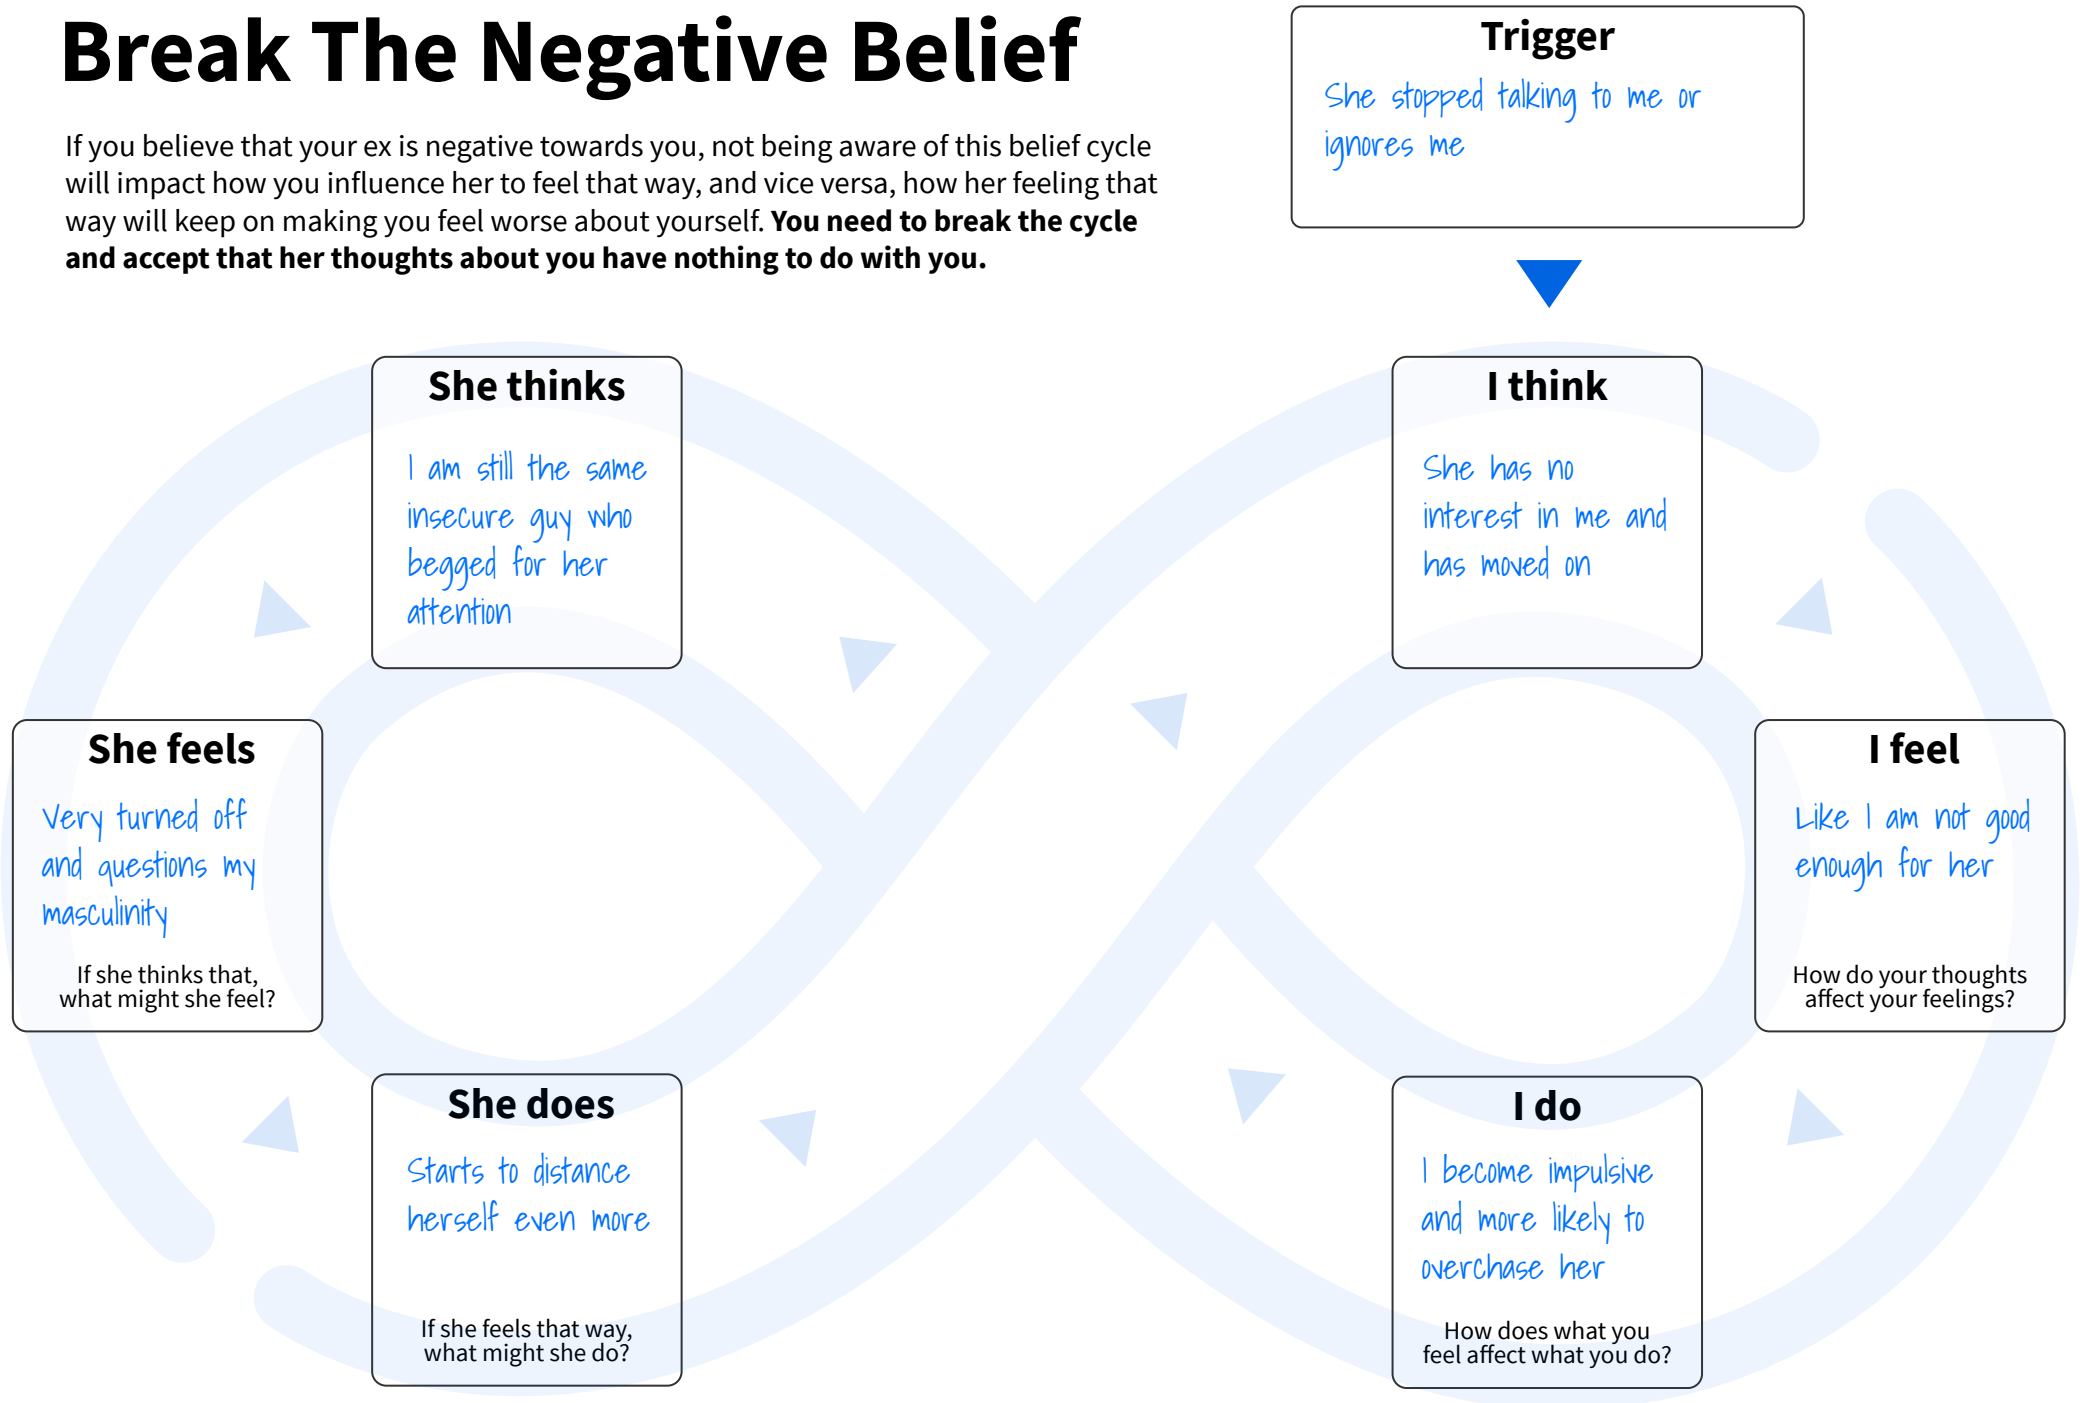 Break The Negative Belief
If you believe that your ex is negative towards you, not being aware of this belief cycle
will impact how you influence her to feel that way, and vice versa, how her feeling that
way will keep on making you feel worse about yourself. You need to break the cycle
and accept that her thoughts about you have nothing to do with you.
Trigger
She stopped talking to me or
ignores me
She thinks
I am still the same
insecure guy who
begged for her
attention
I think
She has no
interest in me and
has moved on
She feels
Very turned off
and questions my
masculinity
If she thinks that,
what might she feel?
I feel
Like I am not good
enough for her
How do your thoughts
affect your feelings?
She does
Starts to distance
herself even more
If she feels that way,
what might she do?
I do
I become impulsive
and more likely to
overchase her
How does what you
feel affect what you do?